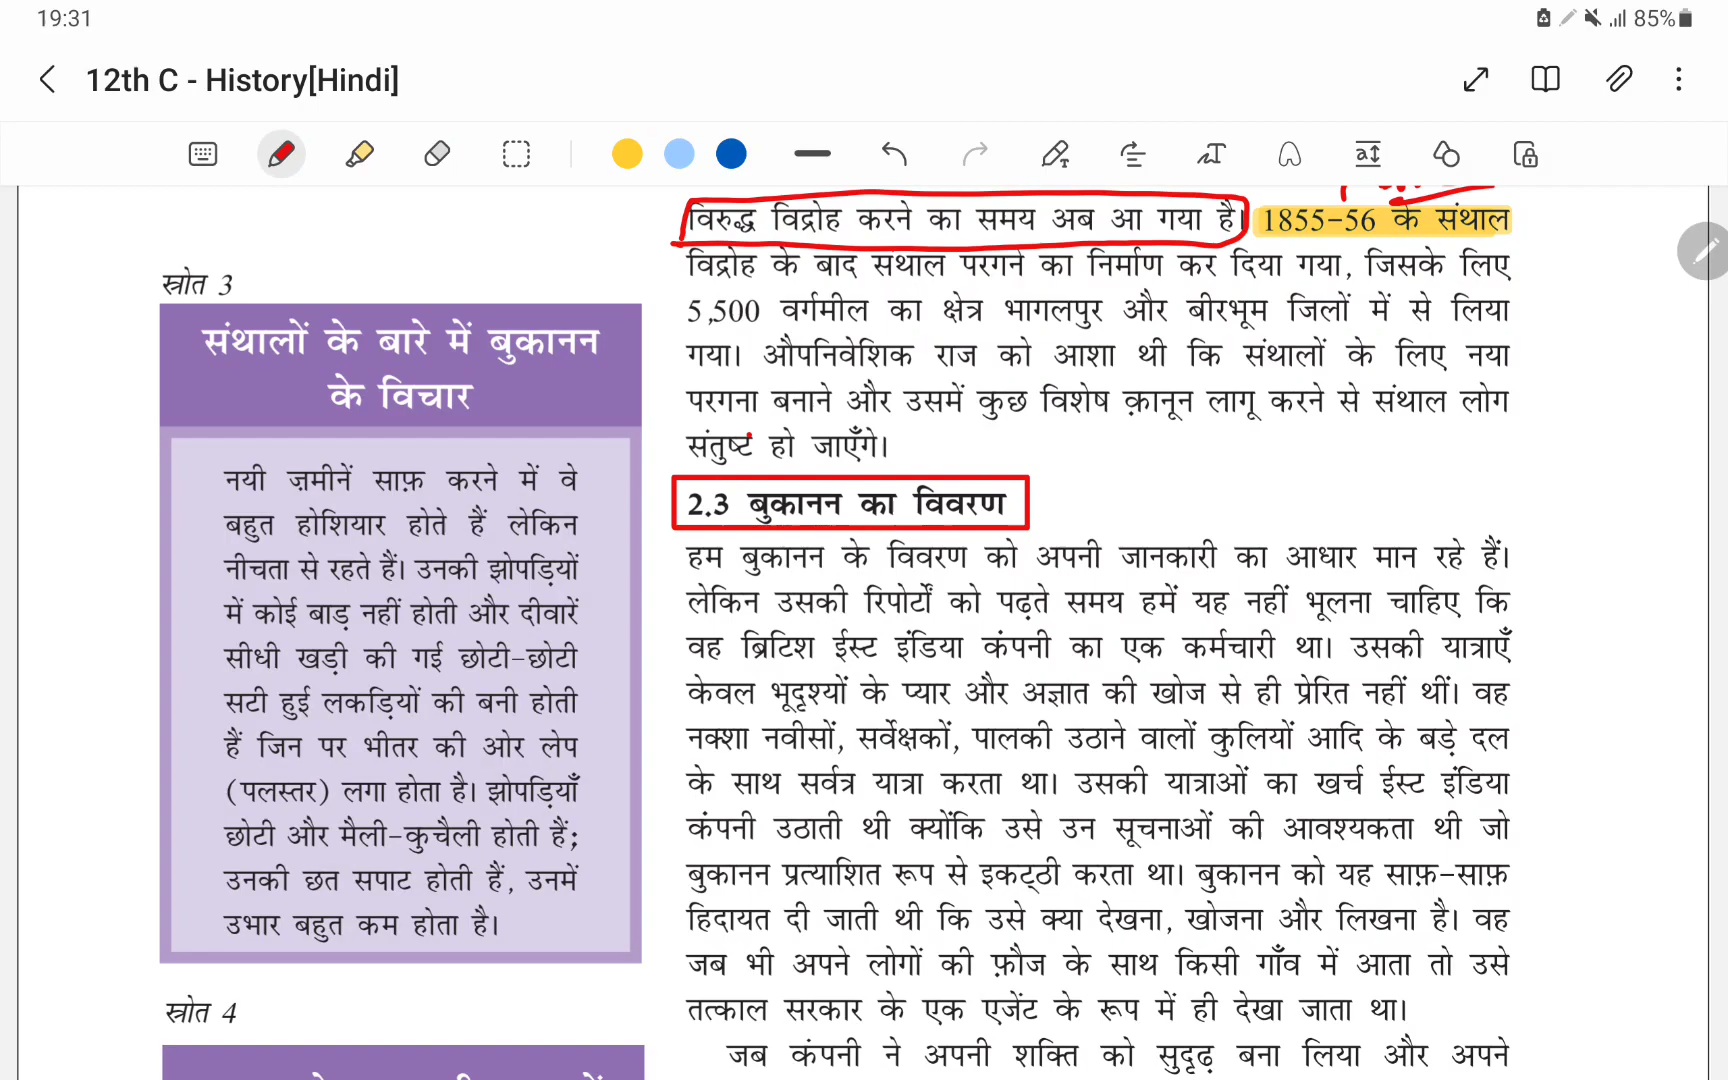 19:31
85%
12th C - History[Hindi]
विरुद्ध विद्रोह करने का समय अब आ गया है। 1855-56 के संथाल
विद्रोह के बाद संथाल परगने का निर्माण कर दिया गया, जिसके लिए
5,500 वर्गमील का क्षेत्र भागलपुर और बीरभूम जिलों में से लिया
गया। औपनिवेशिक राज को आशा थी कि संथालों के लिए नया
परगना बनाने और उसमें कुछ विशेष क़ानून लागू करने से संथाल लोग
संतुष्ट हो जाएँगे।
2.3 बुकानन का विवरण
हम बुकानन के विवरण को अपनी जानकारी का आधार मान रहे हैं।
लेकिन उसकी रिपोर्टों को पढ़ते समय हमें यह नहीं भूलना चाहिए कि
वह ब्रिटिश ईस्ट इंडिया कंपनी का एक कर्मचारी था। उसकी यात्राएँ
केवल भूदृश्यों के प्यार और अज्ञात की खोज से ही प्रेरित नहीं थीं। वह
नक्शा नवीसों, सर्वेक्षकों, पालकी उठाने वालों कुलियों आदि के बड़े दल
के साथ सर्वत्र यात्रा करता था। उसकी यात्राओं का खर्च ईस्ट इंडिया
कंपनी उठाती थी क्योंकि उसे उन सूचनाओं की आवश्यकता थी जो
बुकानन प्रत्याशित रूप से इकट्ठी करता था। बुकानन को यह साफ़-साफ़
हिदायत दी जाती थी कि उसे क्या देखना, खोजना और लिखना है। वह
जब भी अपने लोगों की फ़ौज के साथ किसी गाँव में आता तो उसे
तत्काल सरकार के एक एजेंट के रूप में ही देखा जाता था।
जब कंपनी ने अपनी शक्ति को सुदृढ़ बना लिया और अपने
स्रोत 3
संथालों के बारे में बुकानन
के विचार
नयी ज़मीनें साफ़ करने में वे
बहुत होशियार होते हैं लेकिन
नीचता से रहते हैं। उनकी झोपड़ियों
में कोई बाड़ नहीं होती और दीवारें
सीधी खड़ी की गई छोटी-छोटी
सटी हुई लकड़ियों की बनी होती
हैं जिन पर भीतर की ओर लेप
(पलस्तर) लगा होता है। झोपड़ियाँ
छोटी और मैली-कुचैली होती हैं;
उनकी छत सपाट होती हैं, उनमें
उभार बहुत कम होता है।
स्रोत 4